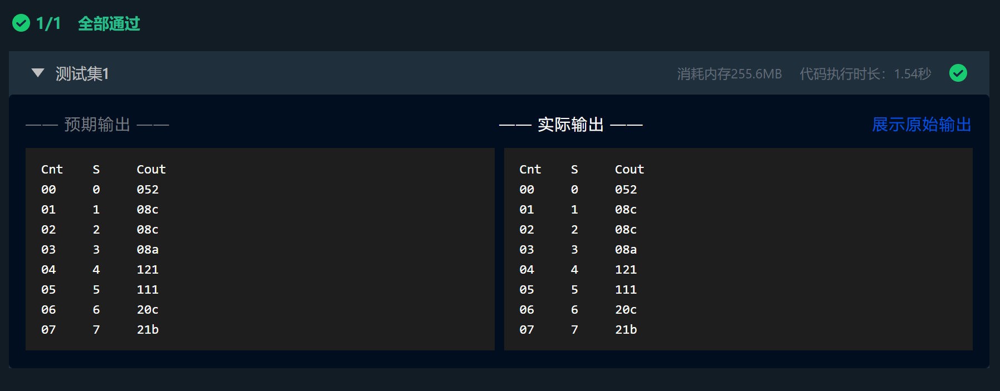 1/1 全部通过
测试集1 消耗内存255.6MB 代码执行时长：1.54秒
—— 预期输出 —— —— 实际输出 —— 展示原始输出
Cnt S Cout Cnt S Cout
00 0 052 00 0 052
01 1 08c 01 1 08c
02 2 08c 02 2 08c
03 3 08a 03 3 08a
04 4 121 04 4 121
05 5 111 05 5 111
06 6 20c 06 6 20c
07 7 21b 07 7 21b